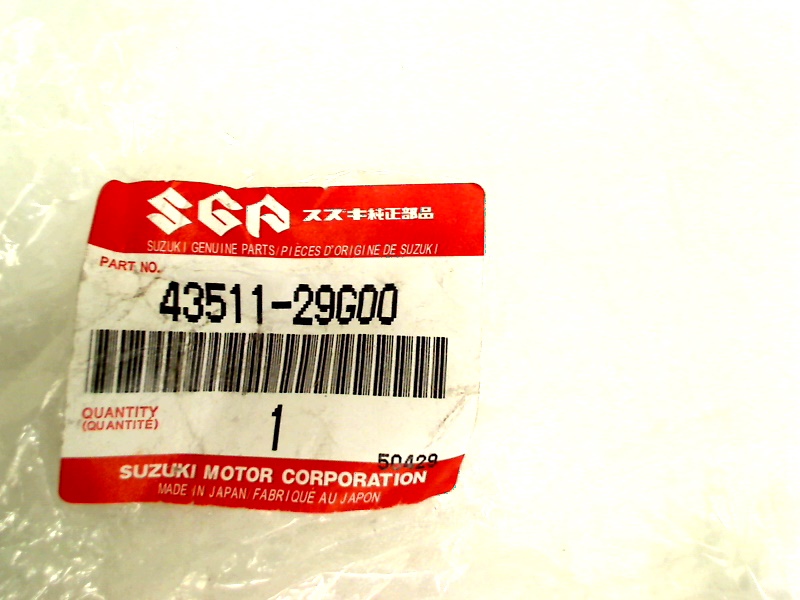 SGP スズキ純正部品
SUZUKI GENUINE PARTS/PIÈCES D'ORIGINE DE SUZUKI
PART NO.
43511-29G00
QUANTITY
(QUANTITÉ)
1
50429
SUZUKI MOTOR CORPORATION
MADE IN JAPAN FABRIQUÉ AU JAPON